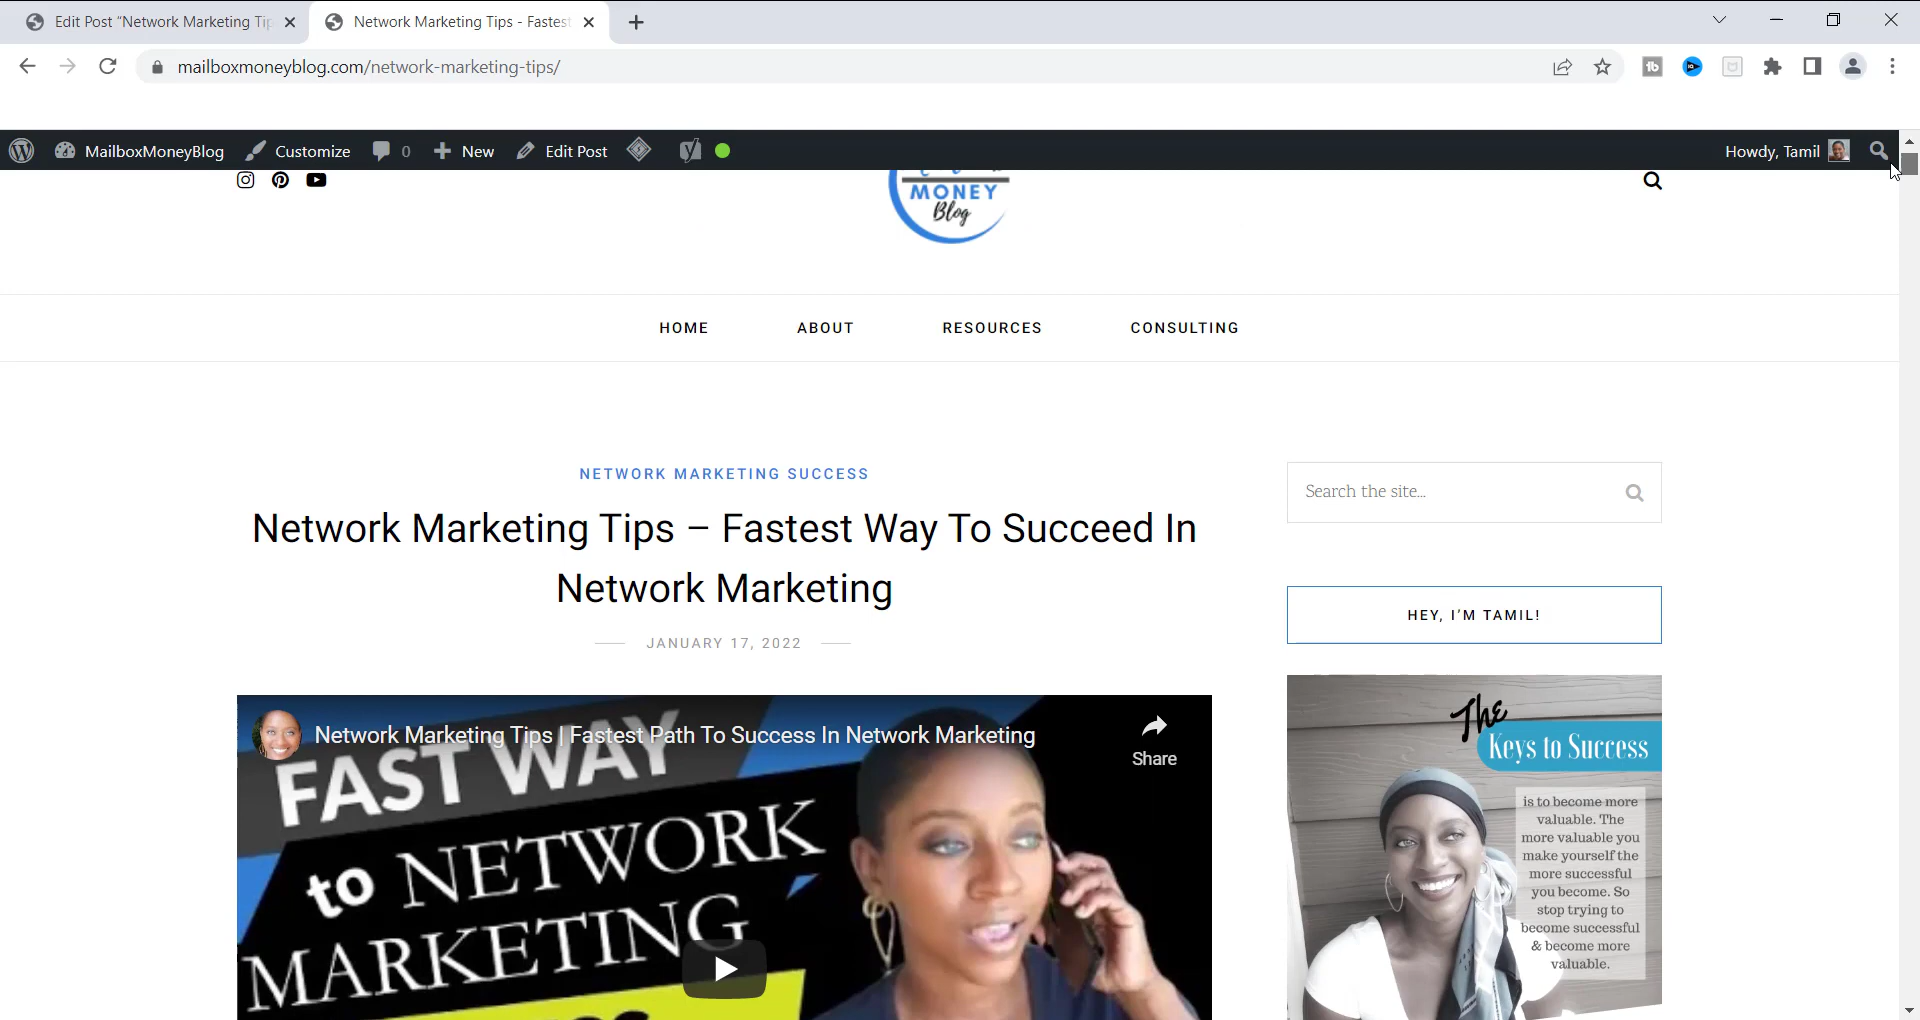 Edit Post “Network Marketing Tip
Network Marketing Tips - Fastest
mailboxmoneyblog.com/network-marketing-tips/
MailboxMoneyBlog Customize 0 New Edit Post Howdy, Tamil
MONEY
Blog
HOME ABOUT RESOURCES CONSULTING
NETWORK MARKETING SUCCESS
Network Marketing Tips – Fastest Way To Succeed In
Network Marketing
JANUARY 17, 2022
Network Marketing Tips | Fastest Path To Success In Network Marketing
Share
FAST WAY
to NETWORK
MARKETING
Search the site...
HEY, I’M TAMIL!
The
Keys to Success
is to become more
valuable. The
more valuable you
make yourself the
more successful
you become. So
stop trying to
become successful
& become more
valuable.